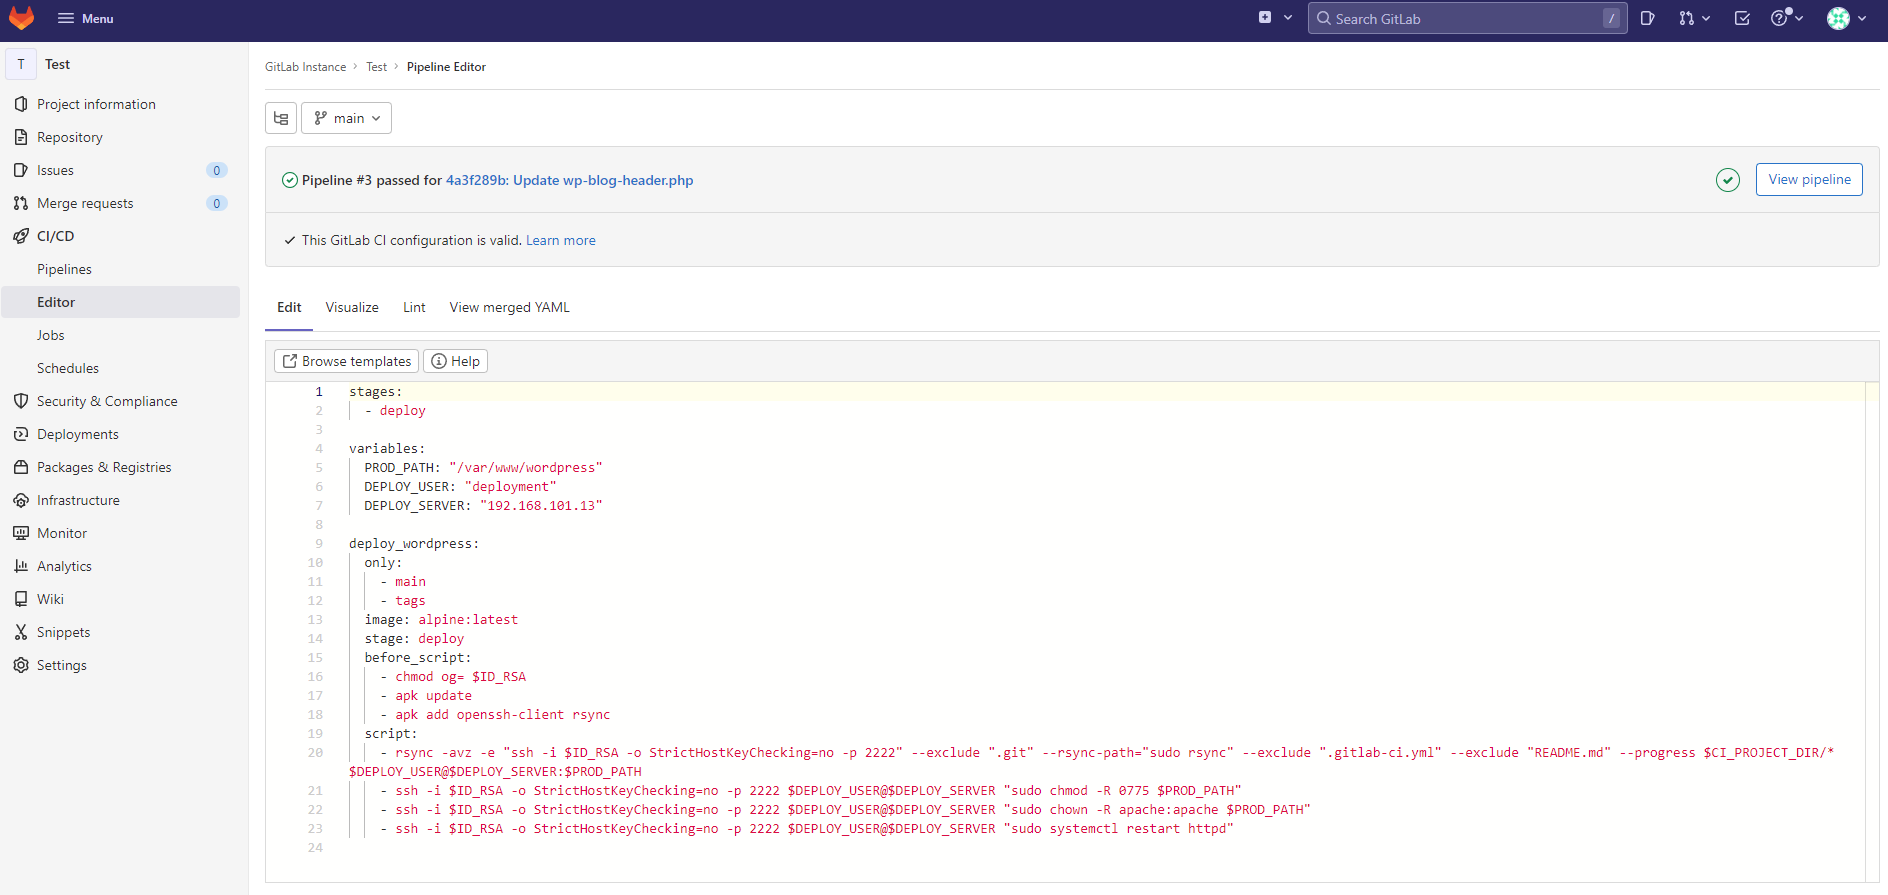 Menu
Search GitLab
/
T Test
Project information
Repository
Issues 0
Merge requests 0
CI/CD
Pipelines
Editor
Jobs
Schedules
Security & Compliance
Deployments
Packages & Registries
Infrastructure
Monitor
Analytics
Wiki
Snippets
Settings
GitLab Instance > Test > Pipeline Editor
main
Pipeline #3 passed for 4a3f289b: Update wp-blog-header.php
View pipeline
This GitLab CI configuration is valid. Learn more
Edit Visualize Lint View merged YAML
Browse templates Help
1 stages:
2   - deploy
3
4 variables:
5   PROD_PATH: "/var/www/wordpress"
6   DEPLOY_USER: "deployment"
7   DEPLOY_SERVER: "192.168.101.13"
8
9 deploy_wordpress:
10   only:
11     - main
12     - tags
13   image: alpine:latest
14   stage: deploy
15   before_script:
16     - chmod og= $ID_RSA
17     - apk update
18     - apk add openssh-client rsync
19   script:
20     - rsync -avz -e "ssh -i $ID_RSA -o StrictHostKeyChecking=no -p 2222" --exclude ".git" --rsync-path="sudo rsync" --exclude ".gitlab-ci.yml" --exclude "README.md" --progress $CI_PROJECT_DIR/*
$DEPLOY_USER@$DEPLOY_SERVER:$PROD_PATH
21     - ssh -i $ID_RSA -o StrictHostKeyChecking=no -p 2222 $DEPLOY_USER@$DEPLOY_SERVER "sudo chmod -R 0775 $PROD_PATH"
22     - ssh -i $ID_RSA -o StrictHostKeyChecking=no -p 2222 $DEPLOY_USER@$DEPLOY_SERVER "sudo chown -R apache:apache $PROD_PATH"
23     - ssh -i $ID_RSA -o StrictHostKeyChecking=no -p 2222 $DEPLOY_USER@$DEPLOY_SERVER "sudo systemctl restart httpd"
24